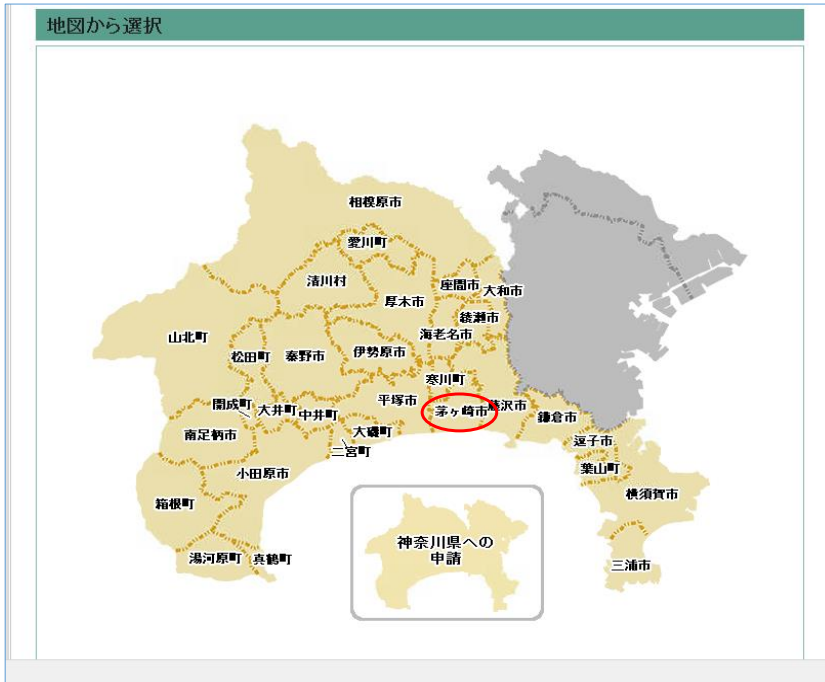 地図から選択
相模原市
愛川町
清川村
座間市
大和市
厚木市
綾瀬市
山北町
海老名市
松田町
秦野市
伊勢原市
寒川町
開成町
大井町
中井町
平塚市
茅ヶ崎市
藤沢市
鎌倉市
南足柄市
大磯町
逗子市
二宮町
小田原市
葉山町
箱根町
横須賀市
神奈川県への
申請
湯河原町
真鶴町
三浦市